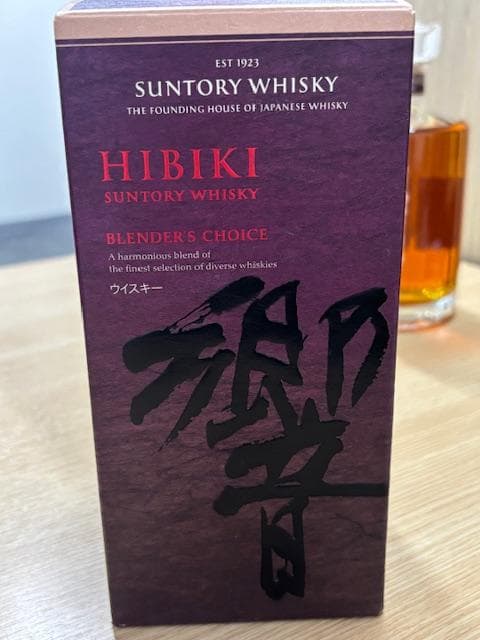 EST 1923
SUNTORY WHISKY
THE FOUNDING HOUSE OF JAPANESE WHISKY
HIBIKI
SUNTORY WHISKY
BLENDER'S CHOICE
A harmonious blend of
the finest selection of diverse whiskies
ウイスキー
響